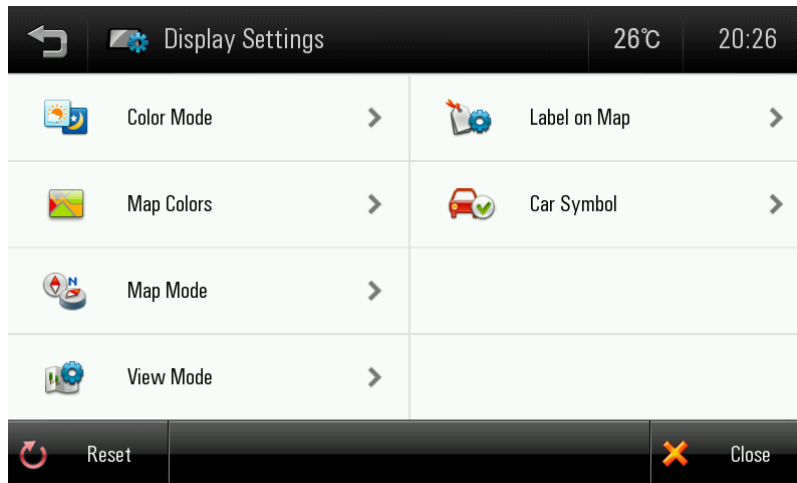 Display Settings
26℃
20:26
Color Mode
Label on Map
Map Colors
Car Symbol
N
Map Mode
View Mode
Reset
Close